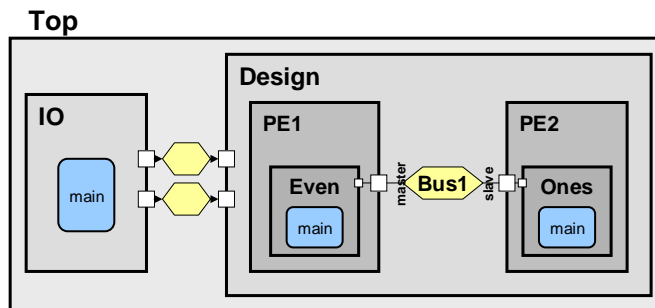 Top
Design
IO
PE1
PE2
main
Even
master
Bus1
slave
Ones
main
main